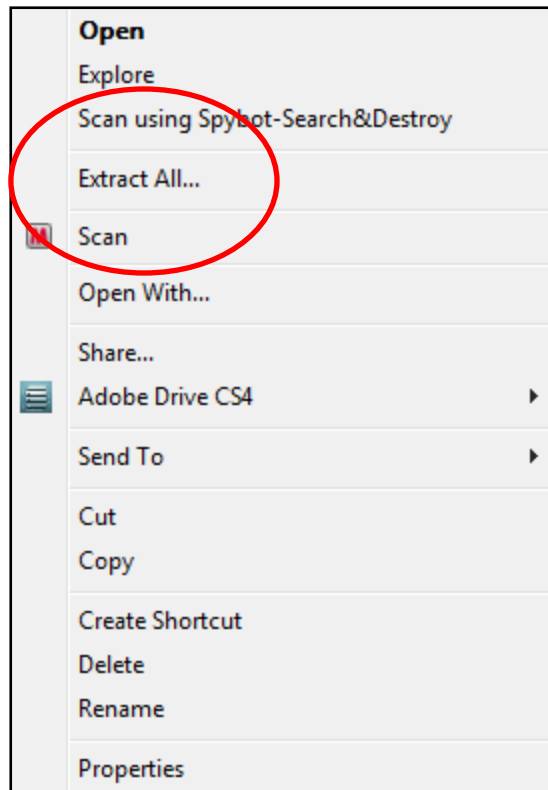 Open
Explore
Scan using Spybot-Search&Destroy
Extract All...
Scan
Open With...
Share...
Adobe Drive CS4
Send To
Cut
Copy
Create Shortcut
Delete
Rename
Properties